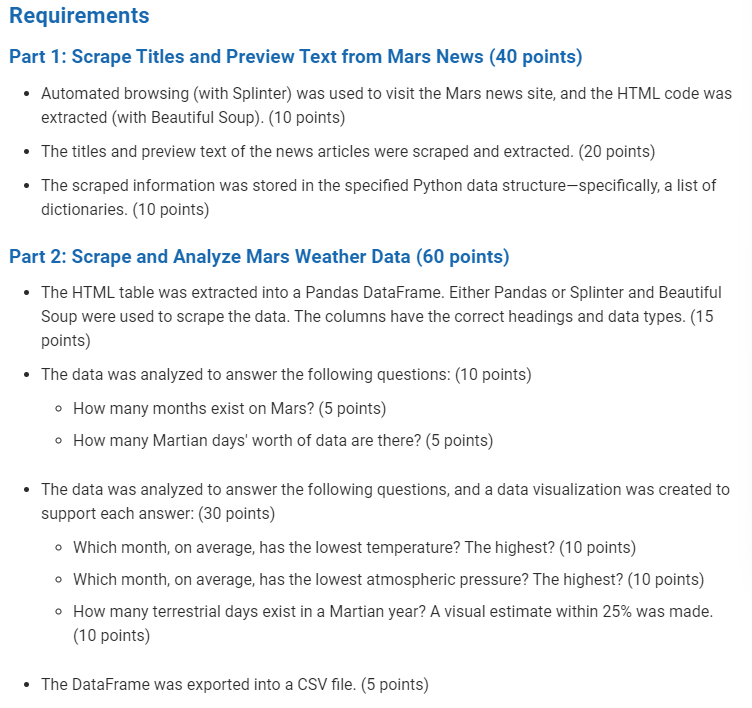 Requirements
Part 1: Scrape Titles and Preview Text from Mars News (40 points)
• Automated browsing (with Splinter) was used to visit the Mars news site, and the HTML code was
extracted (with Beautiful Soup). (10 points)
• The titles and preview text of the news articles were scraped and extracted. (20 points)
• The scraped information was stored in the specified Python data structure—specifically, a list of
dictionaries. (10 points)
Part 2: Scrape and Analyze Mars Weather Data (60 points)
• The HTML table was extracted into a Pandas DataFrame. Either Pandas or Splinter and Beautiful
Soup were used to scrape the data. The columns have the correct headings and data types. (15
points)
• The data was analyzed to answer the following questions: (10 points)
◦ How many months exist on Mars? (5 points)
◦ How many Martian days' worth of data are there? (5 points)
• The data was analyzed to answer the following questions, and a data visualization was created to
support each answer: (30 points)
◦ Which month, on average, has the lowest temperature? The highest? (10 points)
◦ Which month, on average, has the lowest atmospheric pressure? The highest? (10 points)
◦ How many terrestrial days exist in a Martian year? A visual estimate within 25% was made.
(10 points)
• The DataFrame was exported into a CSV file. (5 points)